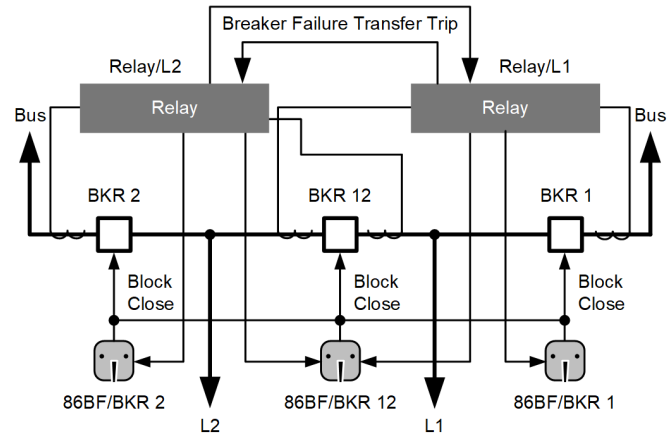 Breaker Failure Transfer Trip
Relay/L2
Relay/L1
Relay
Relay
Bus
Bus
BKR 2
BKR 12
BKR 1
Block
Close
Block
Close
Block
Close
86BF/BKR 2
86BF/BKR 12
86BF/BKR 1
L2
L1